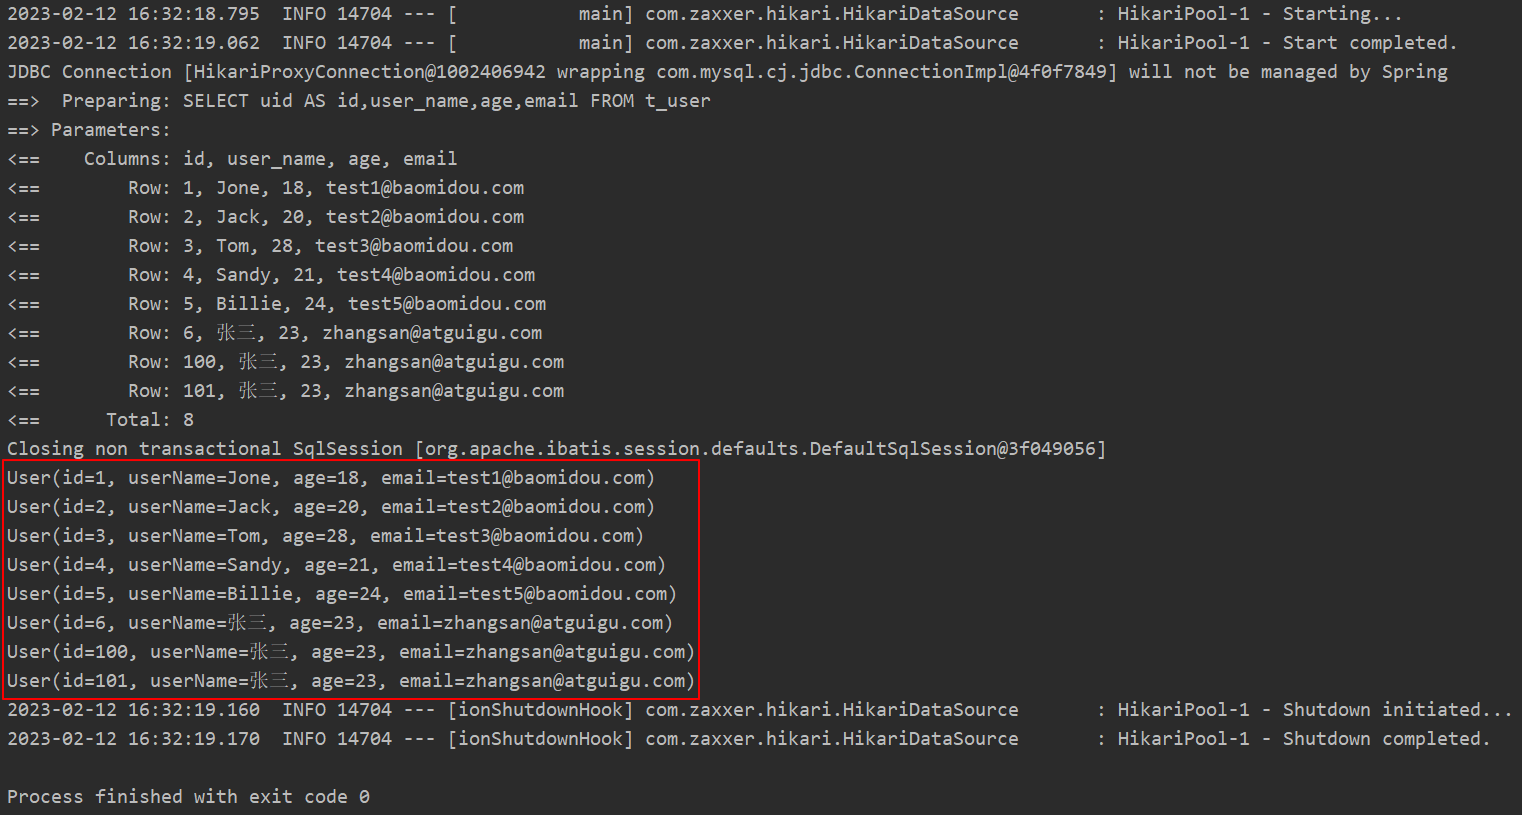 2023-02-12 16:32:18.795  INFO 14704 --- [           main] com.zaxxer.hikari.HikariDataSource       : HikariPool-1 - Starting...
2023-02-12 16:32:19.062  INFO 14704 --- [           main] com.zaxxer.hikari.HikariDataSource       : HikariPool-1 - Start completed.
JDBC Connection [HikariProxyConnection@1002406942 wrapping com.mysql.cj.jdbc.ConnectionImpl@4f0f7849] will not be managed by Spring
==>  Preparing: SELECT uid AS id,user_name,age,email FROM t_user
==> Parameters:
<==    Columns: id, user_name, age, email
<==        Row: 1, Jone, 18, test1@baomidou.com
<==        Row: 2, Jack, 20, test2@baomidou.com
<==        Row: 3, Tom, 28, test3@baomidou.com
<==        Row: 4, Sandy, 21, test4@baomidou.com
<==        Row: 5, Billie, 24, test5@baomidou.com
<==        Row: 6, 张三, 23, zhangsan@atguigu.com
<==        Row: 100, 张三, 23, zhangsan@atguigu.com
<==        Row: 101, 张三, 23, zhangsan@atguigu.com
<==      Total: 8
Closing non transactional SqlSession [org.apache.ibatis.session.defaults.DefaultSqlSession@3f049056]
User(id=1, userName=Jone, age=18, email=test1@baomidou.com)
User(id=2, userName=Jack, age=20, email=test2@baomidou.com)
User(id=3, userName=Tom, age=28, email=test3@baomidou.com)
User(id=4, userName=Sandy, age=21, email=test4@baomidou.com)
User(id=5, userName=Billie, age=24, email=test5@baomidou.com)
User(id=6, userName=张三, age=23, email=zhangsan@atguigu.com)
User(id=100, userName=张三, age=23, email=zhangsan@atguigu.com)
User(id=101, userName=张三, age=23, email=zhangsan@atguigu.com)
2023-02-12 16:32:19.160  INFO 14704 --- [ionShutdownHook] com.zaxxer.hikari.HikariDataSource       : HikariPool-1 - Shutdown initiated...
2023-02-12 16:32:19.170  INFO 14704 --- [ionShutdownHook] com.zaxxer.hikari.HikariDataSource       : HikariPool-1 - Shutdown completed.
Process finished with exit code 0